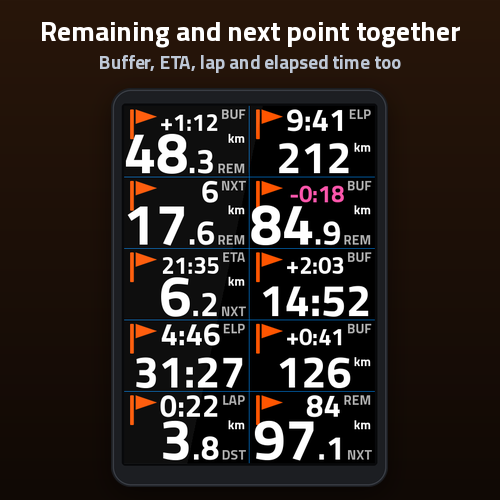 Remaining and next point together
Buffer, ETA, lap and elapsed time too
+1:12 BUF
48.3 km REM
9:41 ELP
212 km
6 NXT
17.6 km REM
-0:18 BUF
84.9 km REM
21:35 ETA
6.2 km NXT
+2:03 BUF
14:52
4:46 ELP
31:27
+0:41 BUF
126 km
0:22 LAP
3.8 km DST
84 REM
97.1 km NXT